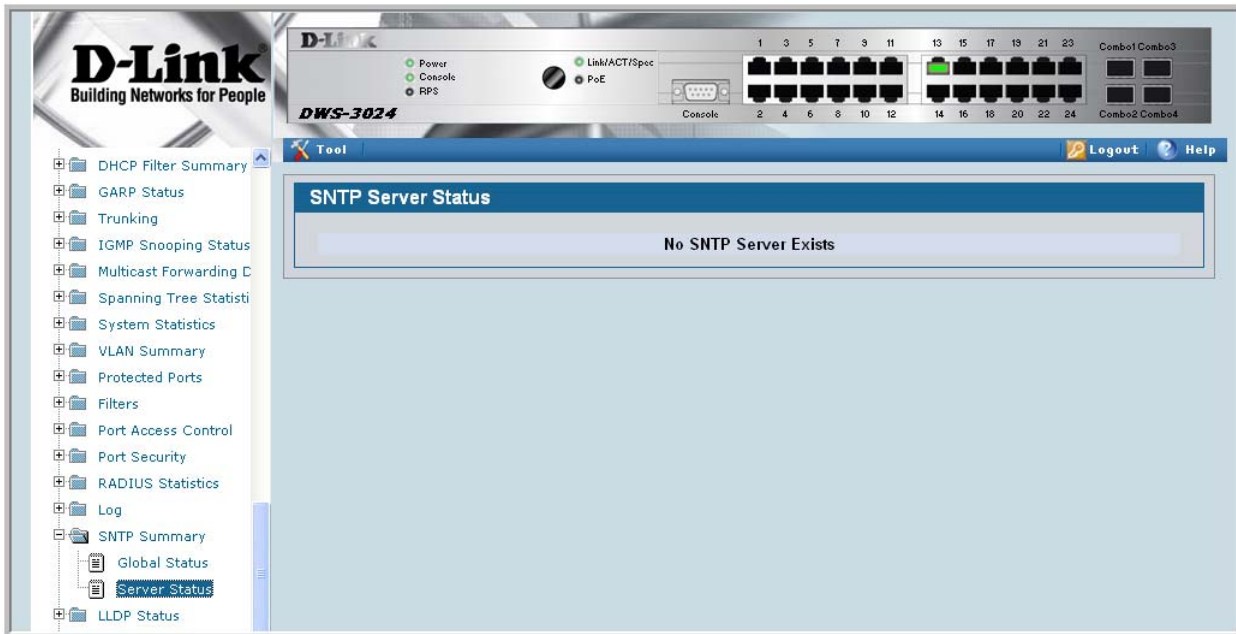 D-Link
Building Networks for People
D-Link
Power
Console
RPS
Link/ACT/Spec
PoE
DWS-3024
Console
1 3 5 7 9 11 13 15 17 19 21 23
Combo1 Combo3
2 4 6 8 10 12 14 16 18 20 22 24
Combo2 Combo4
Tool
Logout
Help
DHCP Filter Summary
GARP Status
Trunking
IGMP Snooping Status
Multicast Forwarding D
Spanning Tree Statisti
System Statistics
VLAN Summary
Protected Ports
Filters
Port Access Control
Port Security
RADIUS Statistics
Log
SNTP Summary
Global Status
Server Status
LLDP Status
SNTP Server Status
No SNTP Server Exists